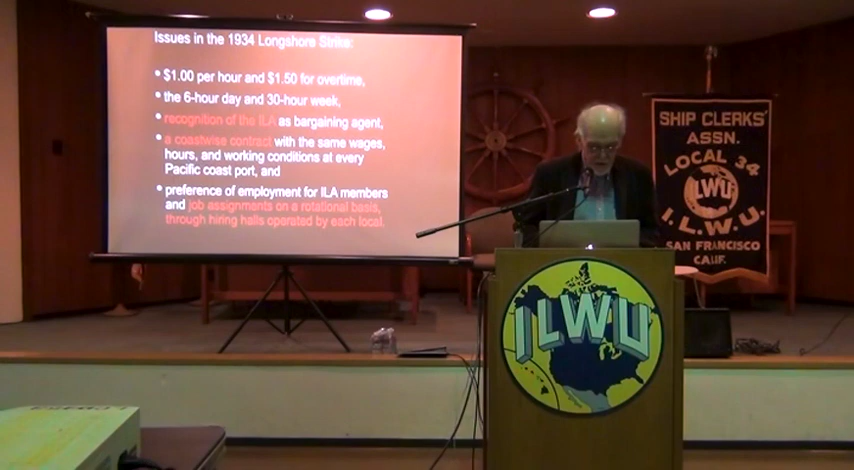 Issues in the 1934 Longshore Strike:
• $1.00 per hour and $1.50 for overtime,
• the 6-hour day and 30-hour week,
• recognition of the ILA as bargaining agent,
• a coastwise contract with the same wages,
hours, and working conditions at every
Pacific coast port, and
• preference of employment for ILA members
and job assignments on a rotational basis,
through hiring halls operated by each local.
SHIP CLERKS'
ASSN.
LOCAL 34
ILWU
I.L.W.U.
SAN FRANCISCO
CALIF.
ILWU